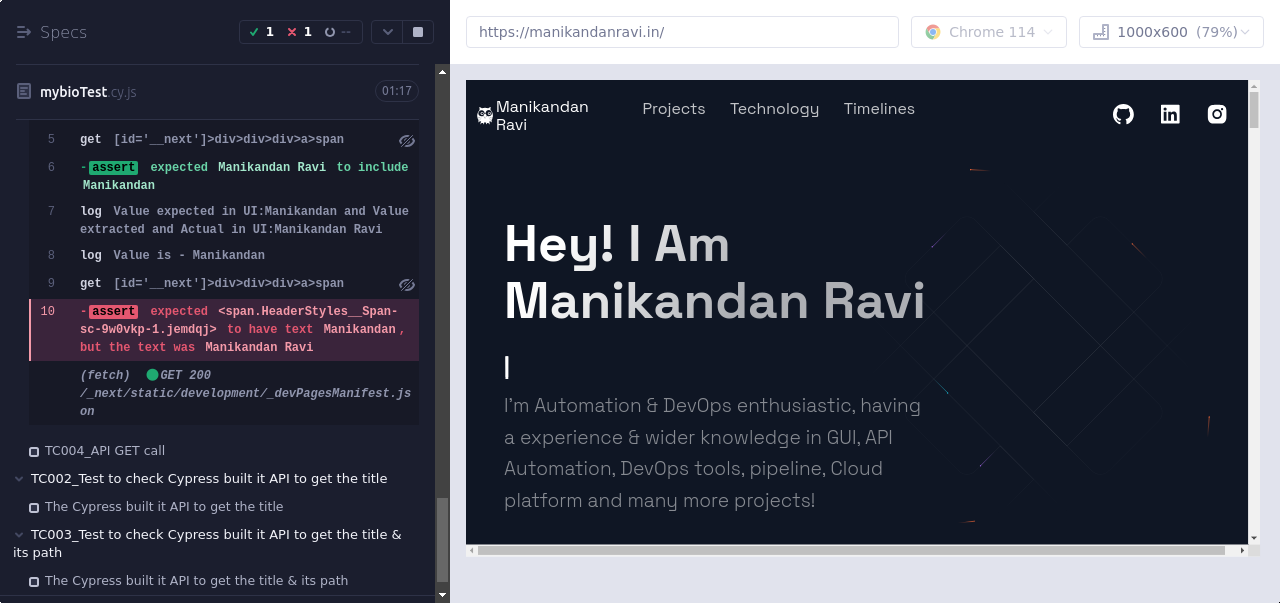 Specs
1
1
--
mybioTest.cy.js
01:17
5 get [id='__next']>div>div>div>a>span
6 -assert expected Manikandan Ravi to include
Manikandan
7 log Value expected in UI:Manikandan and Value
extracted and Actual in UI:Manikandan Ravi
8 log Value is - Manikandan
9 get [id='__next']>div>div>div>a>span
10 -assert expected <span.HeaderStyles__Span-
sc-9w0vkp-1.jemdqj> to have text Manikandan,
but the text was Manikandan Ravi
(fetch) GET 200
/_next/static/development/_devPagesManifest.js
on
TC004_API GET call
TC002_Test to check Cypress built it API to get the title
The Cypress built it API to get the title
TC003_Test to check Cypress built it API to get the title &
its path
The Cypress built it API to get the title & its path
https://manikandanravi.in/
Chrome 114
1000x600 (79%)
Manikandan
Ravi
Projects
Technology
Timelines
Hey! I Am
Manikandan Ravi
|
I'm Automation & DevOps enthusiastic, having
a experience & wider knowledge in GUI, API
Automation, DevOps tools, pipeline, Cloud
platform and many more projects!